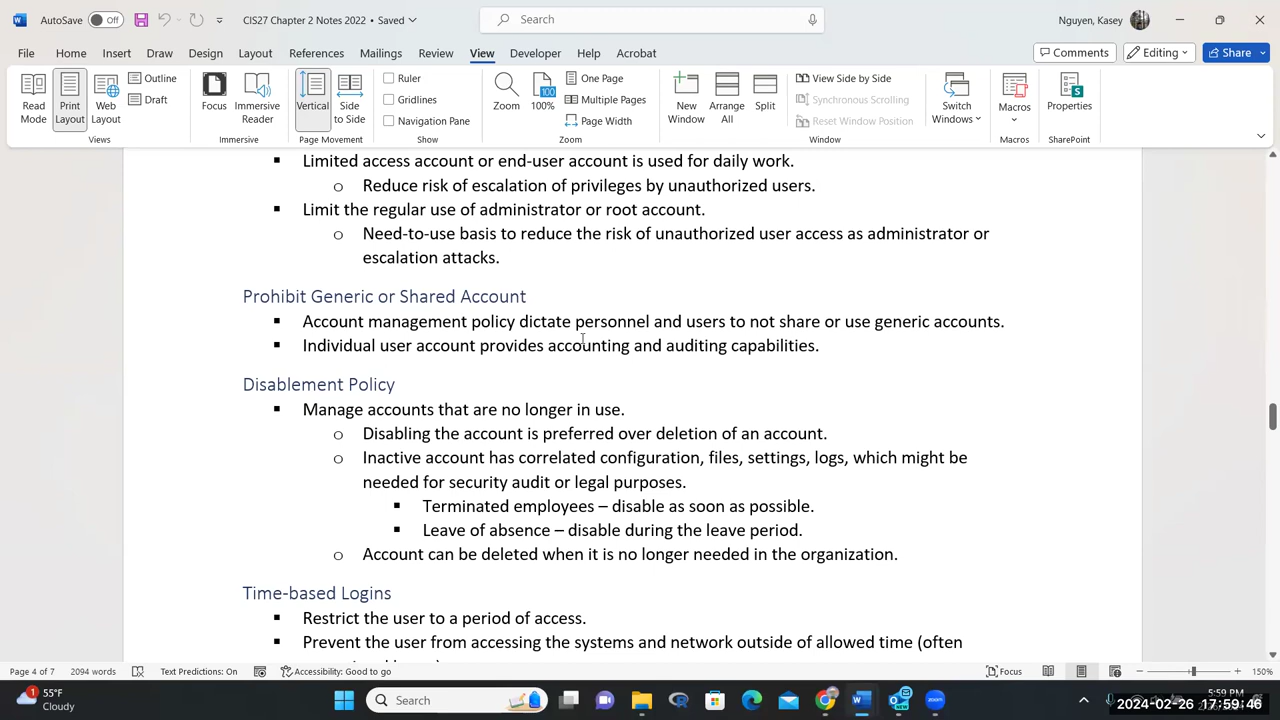 AutoSave Off CIS27 Chapter 2 Notes 2022 • Saved Search Nguyen, Kasey
File Home Insert Draw Design Layout References Mailings Review View Developer Help Acrobat Comments Editing Share
Read Mode Print Layout Web Layout Outline Draft Focus Immersive Reader Vertical Side to Side Ruler Gridlines Navigation Pane Zoom 100% One Page Multiple Pages Page Width New Window Arrange All Split View Side by Side Synchronous Scrolling Reset Window Position Switch Windows Macros Properties
Views Immersive Page Movement Show Zoom Window Macros SharePoint
▪ Limited access account or end-user account is used for daily work.
o Reduce risk of escalation of privileges by unauthorized users.
▪ Limit the regular use of administrator or root account.
o Need-to-use basis to reduce the risk of unauthorized user access as administrator or
escalation attacks.
Prohibit Generic or Shared Account
▪ Account management policy dictate personnel and users to not share or use generic accounts.
▪ Individual user account provides accounting and auditing capabilities.
Disablement Policy
▪ Manage accounts that are no longer in use.
o Disabling the account is preferred over deletion of an account.
o Inactive account has correlated configuration, files, settings, logs, which might be
needed for security audit or legal purposes.
▪ Terminated employees – disable as soon as possible.
▪ Leave of absence – disable during the leave period.
o Account can be deleted when it is no longer needed in the organization.
Time-based Logins
▪ Restrict the user to a period of access.
▪ Prevent the user from accessing the systems and network outside of allowed time (often
Page 4 of 7 2094 words Text Predictions: On Accessibility: Good to go Focus 150%
1 55°F Cloudy Search 5:59 PM
2024-02-26 17:59:46